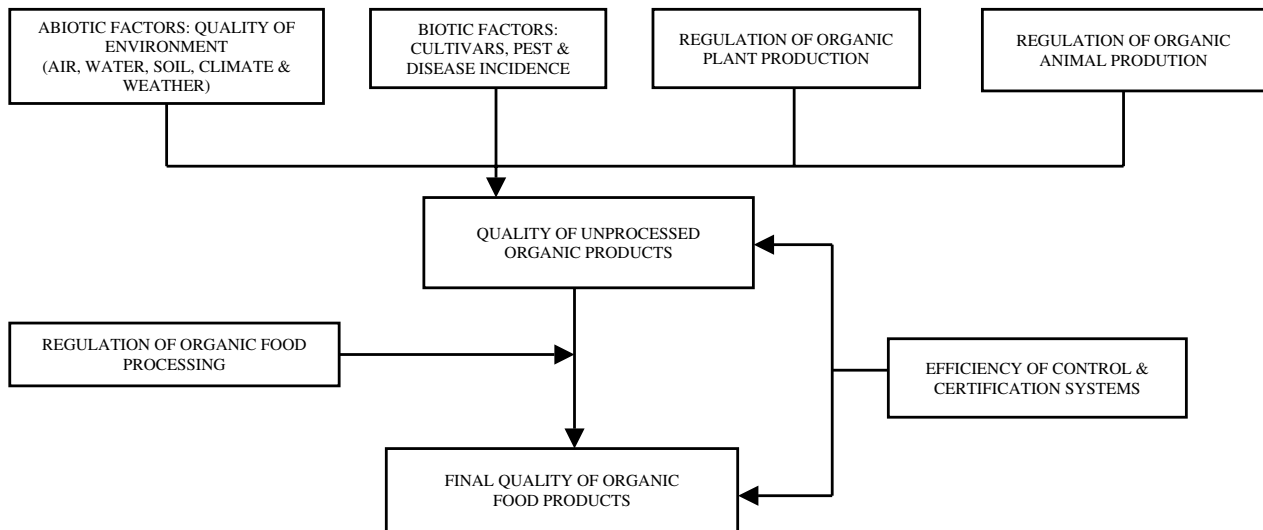 ABIOTIC FACTORS: QUALITY OF
ENVIRONMENT
(AIR, WATER, SOIL, CLIMATE &
WEATHER)
BIOTIC FACTORS:
CULTIVARS, PEST &
DISEASE INCIDENCE
REGULATION OF ORGANIC
PLANT PRODUCTION
REGULATION OF ORGANIC
ANIMAL PRODUTION
QUALITY OF UNPROCESSED
ORGANIC PRODUCTS
REGULATION OF ORGANIC FOOD
PROCESSING
EFFICIENCY OF CONTROL &
CERTIFICATION SYSTEMS
FINAL QUALITY OF ORGANIC
FOOD PRODUCTS